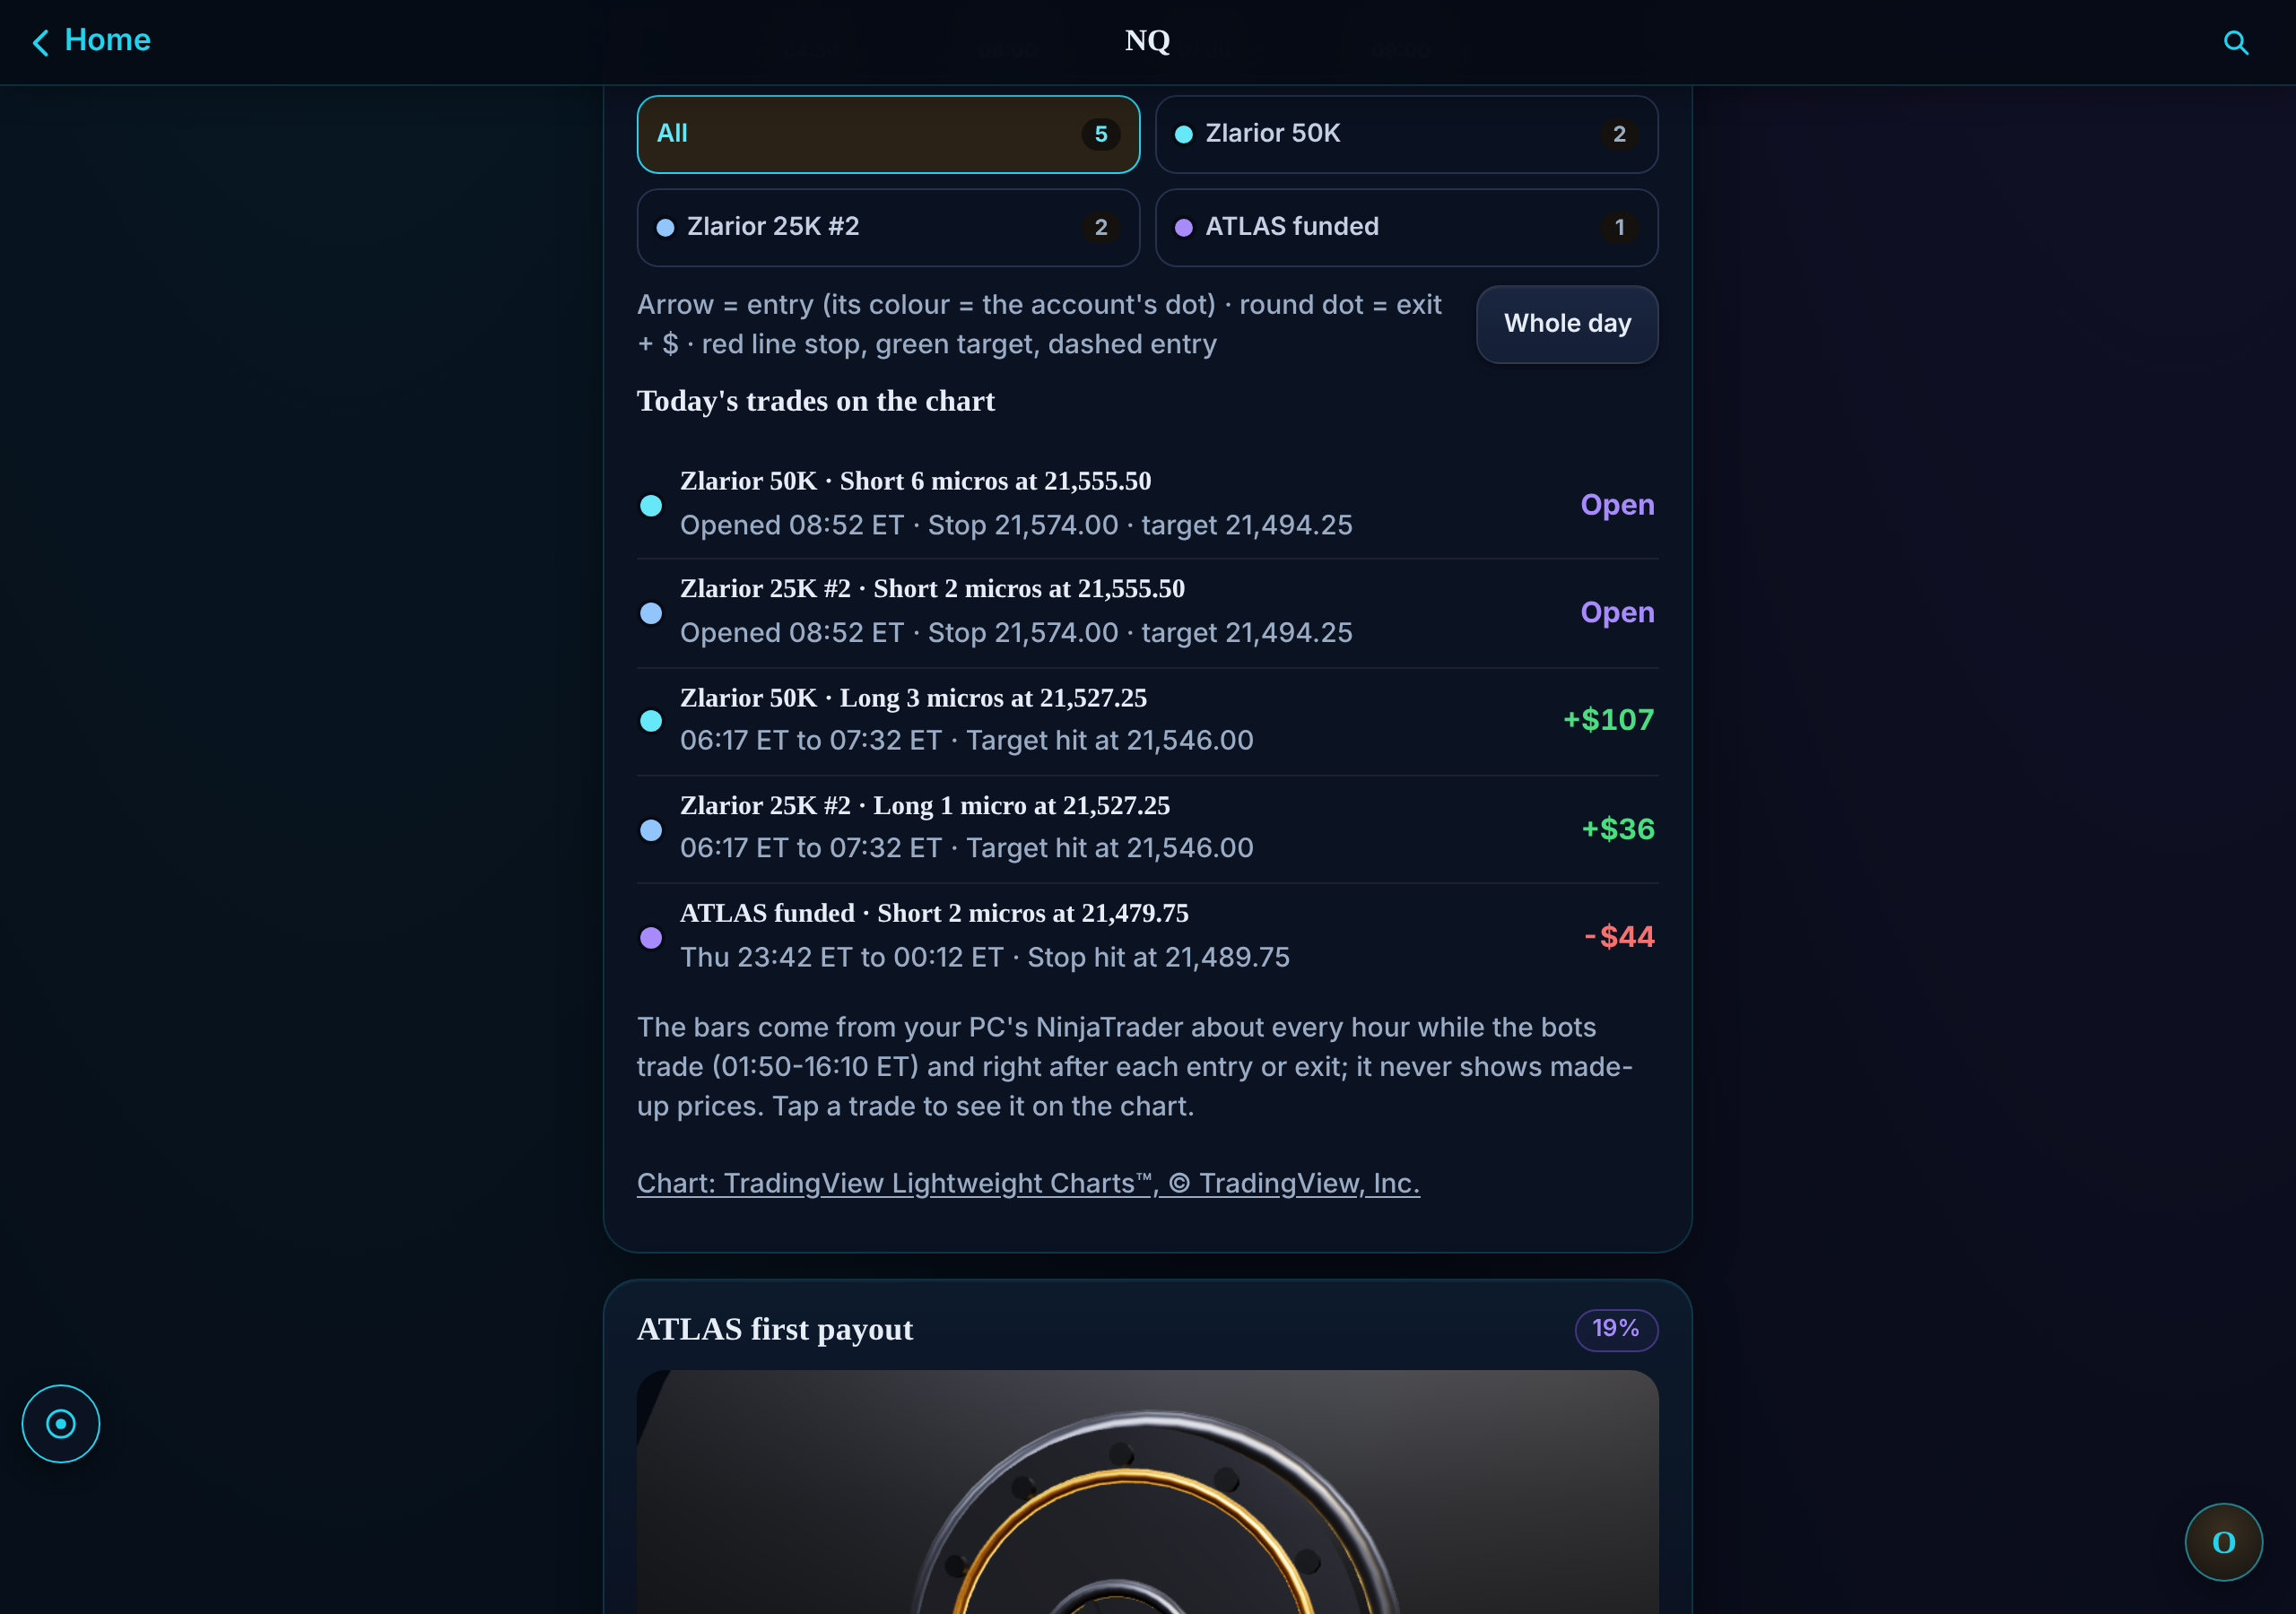 Home
NQ
All 5
Zlarior 50K 2
Zlarior 25K #2 2
ATLAS funded 1
Arrow = entry (its colour = the account's dot) · round dot = exit
+ $ · red line stop, green target, dashed entry
Whole day
Today's trades on the chart
Zlarior 50K · Short 6 micros at 21,555.50
Opened 08:52 ET · Stop 21,574.00 · target 21,494.25
Open
Zlarior 25K #2 · Short 2 micros at 21,555.50
Opened 08:52 ET · Stop 21,574.00 · target 21,494.25
Open
Zlarior 50K · Long 3 micros at 21,527.25
06:17 ET to 07:32 ET · Target hit at 21,546.00
+$107
Zlarior 25K #2 · Long 1 micro at 21,527.25
06:17 ET to 07:32 ET · Target hit at 21,546.00
+$36
ATLAS funded · Short 2 micros at 21,479.75
Thu 23:42 ET to 00:12 ET · Stop hit at 21,489.75
-$44
The bars come from your PC's NinjaTrader about every hour while the bots
trade (01:50-16:10 ET) and right after each entry or exit; it never shows made-
up prices. Tap a trade to see it on the chart.
Chart: TradingView Lightweight Charts™, © TradingView, Inc.
ATLAS first payout
19%
O